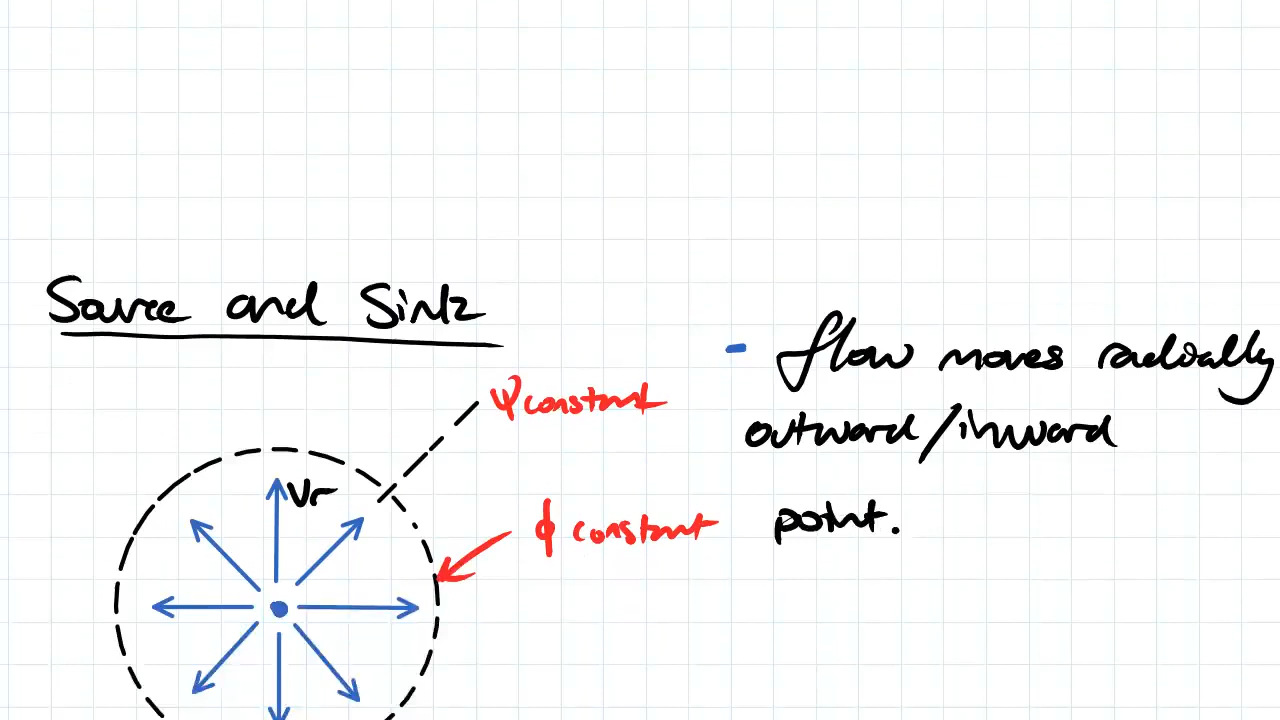 Source and Sink
- flow moves radially
outward/inward
point.
ψ constant
ϕ constant
Vr